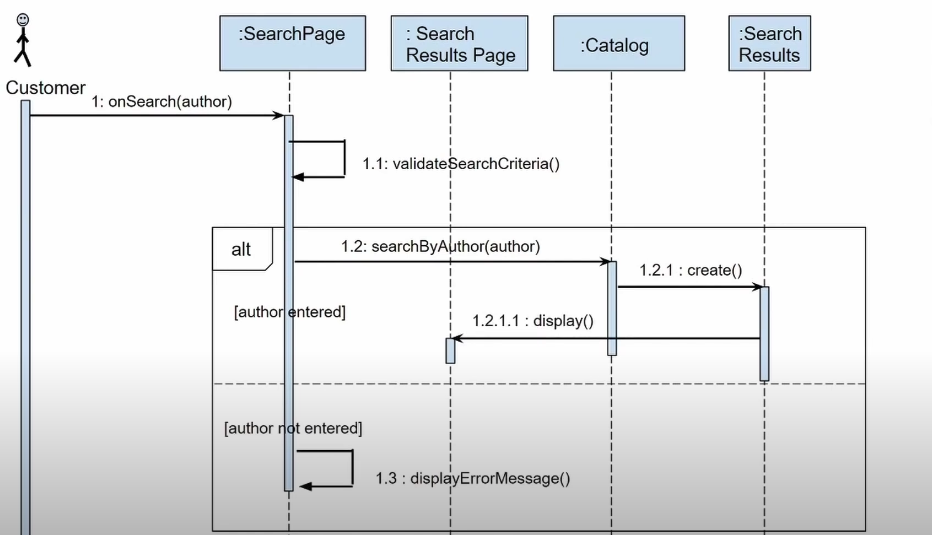 :SearchPage
: Search
Results Page
:Catalog
:Search
Results
Customer
1: onSearch(author)
1.1: validateSearchCriteria()
alt
1.2: searchByAuthor(author)
1.2.1 : create()
[author entered]
1.2.1.1 : display()
[author not entered]
1.3 : displayErrorMessage()